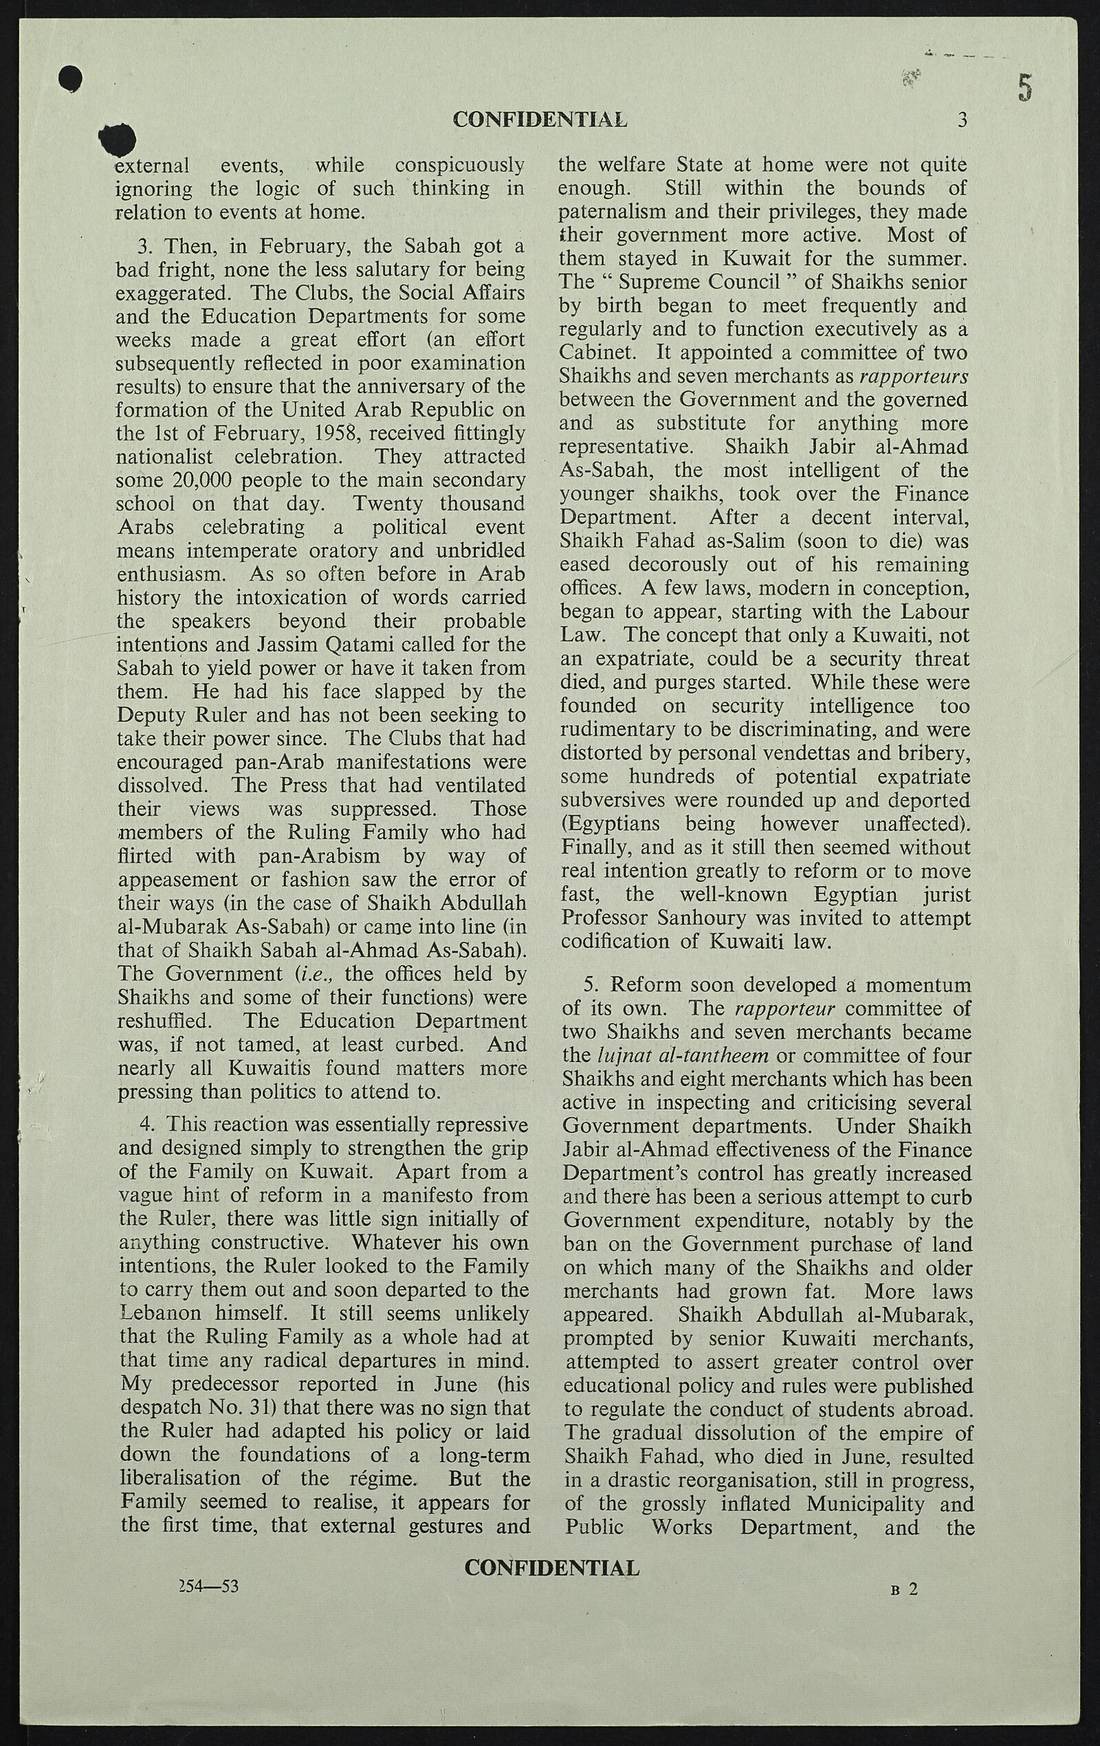 5
CONFIDENTIAL
3
external events, while conspicuously
ignoring the logic of such thinking in
relation to events at home.
3. Then, in February, the Sabah got a
bad fright, none the less salutary for being
exaggerated. The Clubs, the Social Affairs
and the Education Departments for some
weeks made a great effort (an effort
subsequently reflected in poor examination
results) to ensure that the anniversary of the
formation of the United Arab Republic on
the 1st of February, 1958, received fittingly
nationalist celebration. They attracted
some 20,000 people to the main secondary
school on that day. Twenty thousand
Arabs celebrating a political event
means intemperate oratory and unbridled
enthusiasm. As so often before in Arab
history the intoxication of words carried
the speakers beyond their probable
intentions and Jassim Qatami called for the
Sabah to yield power or have it taken from
them. He had his face slapped by the
Deputy Ruler and has not been seeking to
take their power since. The Clubs that had
encouraged pan-Arab manifestations were
dissolved. The Press that had ventilated
their views was suppressed. Those
members of the Ruling Family who had
flirted with pan-Arabism by way of
appeasement or fashion saw the error of
their ways (in the case of Shaikh Abdullah
al-Mubarak As-Sabah) or came into line (in
that of Shaikh Sabah al-Ahmad As-Sabah).
The Government (i.e., the offices held by
Shaikhs and some of their functions) were
reshuffled. The Education Department
was, if not tamed, at least curbed. And
nearly all Kuwaitis found matters more
pressing than politics to attend to.
4. This reaction was essentially repressive
and designed simply to strengthen the grip
of the Family on Kuwait. Apart from a
vague hint of reform in a manifesto from
the Ruler, there was little sign initially of
anything constructive. Whatever his own
intentions, the Ruler looked to the Family
to carry them out and soon departed to the
Lebanon himself. It still seems unlikely
that the Ruling Family as a whole had at
that time any radical departures in mind.
My predecessor reported in June (his
despatch No. 31) that there was no sign that
the Ruler had adapted his policy or laid
down the foundations of a long-term
liberalisation of the régime. But the
Family seemed to realise, it appears for
the first time, that external gestures and
the welfare State at home were not quite
enough. Still within the bounds of
paternalism and their privileges, they made
their government more active. Most of
them stayed in Kuwait for the summer.
The “ Supreme Council ” of Shaikhs senior
by birth began to meet frequently and
regularly and to function executively as a
Cabinet. It appointed a committee of two
Shaikhs and seven merchants as rapporteurs
between the Government and the governed
and as substitute for anything more
representative. Shaikh Jabir al-Ahmad
As-Sabah, the most intelligent of the
younger shaikhs, took over the Finance
Department. After a decent interval,
Shaikh Fahad as-Salim (soon to die) was
eased decorously out of his remaining
offices. A few laws, modern in conception,
began to appear, starting with the Labour
Law. The concept that only a Kuwaiti, not
an expatriate, could be a security threat
died, and purges started. While these were
founded on security intelligence too
rudimentary to be discriminating, and were
distorted by personal vendettas and bribery,
some hundreds of potential expatriate
subversives were rounded up and deported
(Egyptians being however unaffected).
Finally, and as it still then seemed without
real intention greatly to reform or to move
fast, the well-known Egyptian jurist
Professor Sanhoury was invited to attempt
codification of Kuwaiti law.
5. Reform soon developed a momentum
of its own. The rapporteur committee of
two Shaikhs and seven merchants became
the lujnat al-tantheem or committee of four
Shaikhs and eight merchants which has been
active in inspecting and criticising several
Government departments. Under Shaikh
Jabir al-Ahmad effectiveness of the Finance
Department's control has greatly increased
and there has been a serious attempt to curb
Government expenditure, notably by the
ban on the Government purchase of land
on which many of the Shaikhs and older
merchants had grown fat. More laws
appeared. Shaikh Abdullah al-Mubarak,
prompted by senior Kuwaiti merchants,
attempted to assert greater control over
educational policy and rules were published
to regulate the conduct of students abroad.
The gradual dissolution of the empire of
Shaikh Fahad, who died in June, resulted
in a drastic reorganisation, still in progress,
of the grossly inflated Municipality and
Public Works Department, and the
CONFIDENTIAL
254—53
B 2